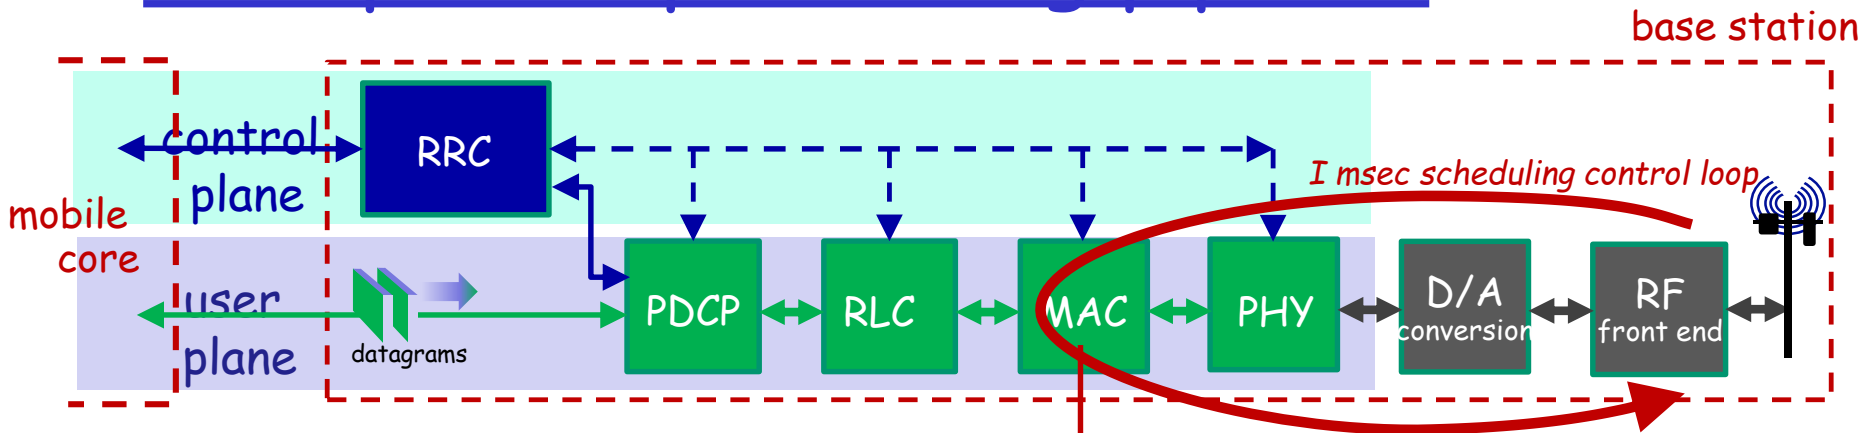 base station
control
plane
RRC
I msec scheduling control loop
mobile
core
user
plane
datagrams
PDCP
RLC
MAC
PHY
D/A
conversion
RF
front end